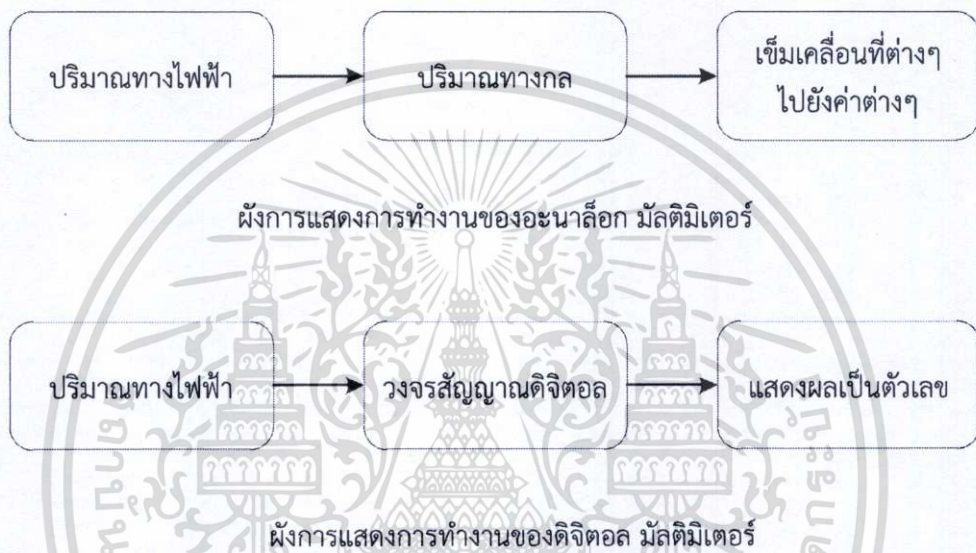 ปริมาณทางไฟฟ้า
ปริมาณทางกล
เข็มเคลื่อนที่ต่างๆ
ไปยังค่าต่างๆ
ผังการแสดงการทำงานของอะนาล็อก มัลติมิเตอร์
ปริมาณทางไฟฟ้า
วงจรสัญญาณดิจิตอล
แสดงผลเป็นตัวเลข
ผังการแสดงการทำงานของดิจิตอล มัลติมิเตอร์